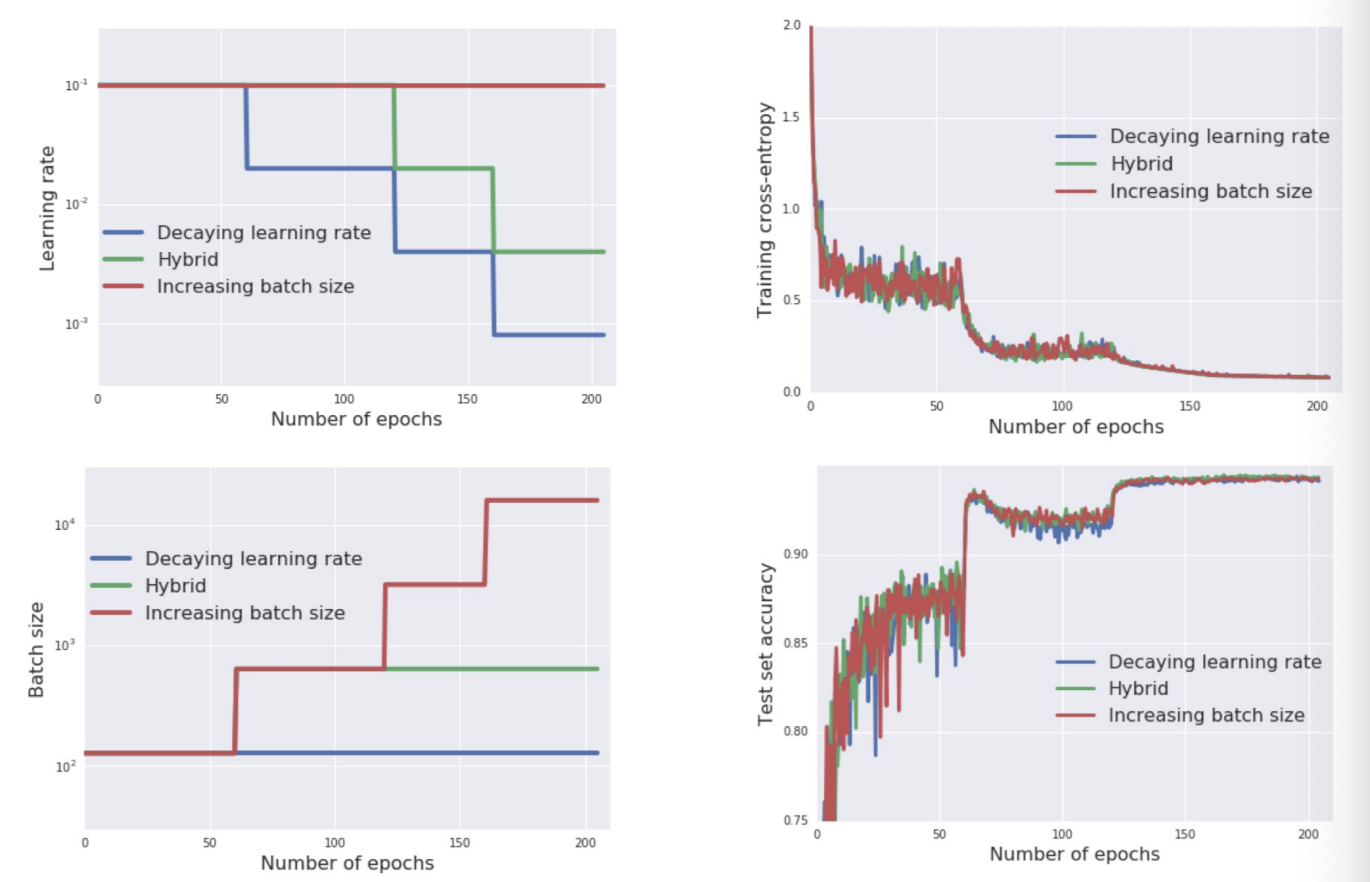 10⁻¹
10⁻²
10⁻³
Learning rate
Decaying learning rate
Hybrid
Increasing batch size
0 50 100 150 200
Number of epochs
2.0
1.5
1.0
0.5
0.0
Training cross-entropy
Decaying learning rate
Hybrid
Increasing batch size
0 50 100 150 200
Number of epochs
10⁴
10³
10²
Batch size
Decaying learning rate
Hybrid
Increasing batch size
0 50 100 150 200
Number of epochs
0.90
0.85
0.80
0.75
Test set accuracy
Decaying learning rate
Hybrid
Increasing batch size
0 50 100 150 200
Number of epochs